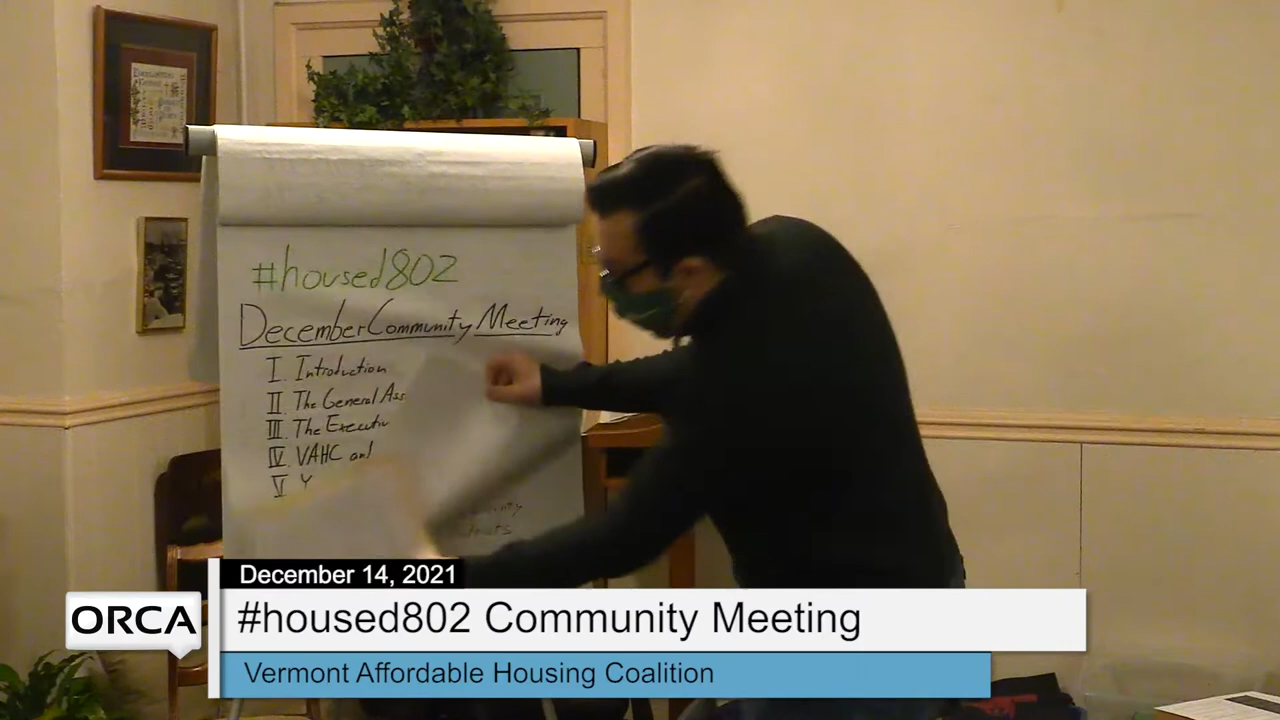 #housed802
December Community Meeting
I. Introduction
II. The General Ass
III. The Executiv
IV. VAHC and
V. Y
December 14, 2021
ORCA
#housed802 Community Meeting
Vermont Affordable Housing Coalition